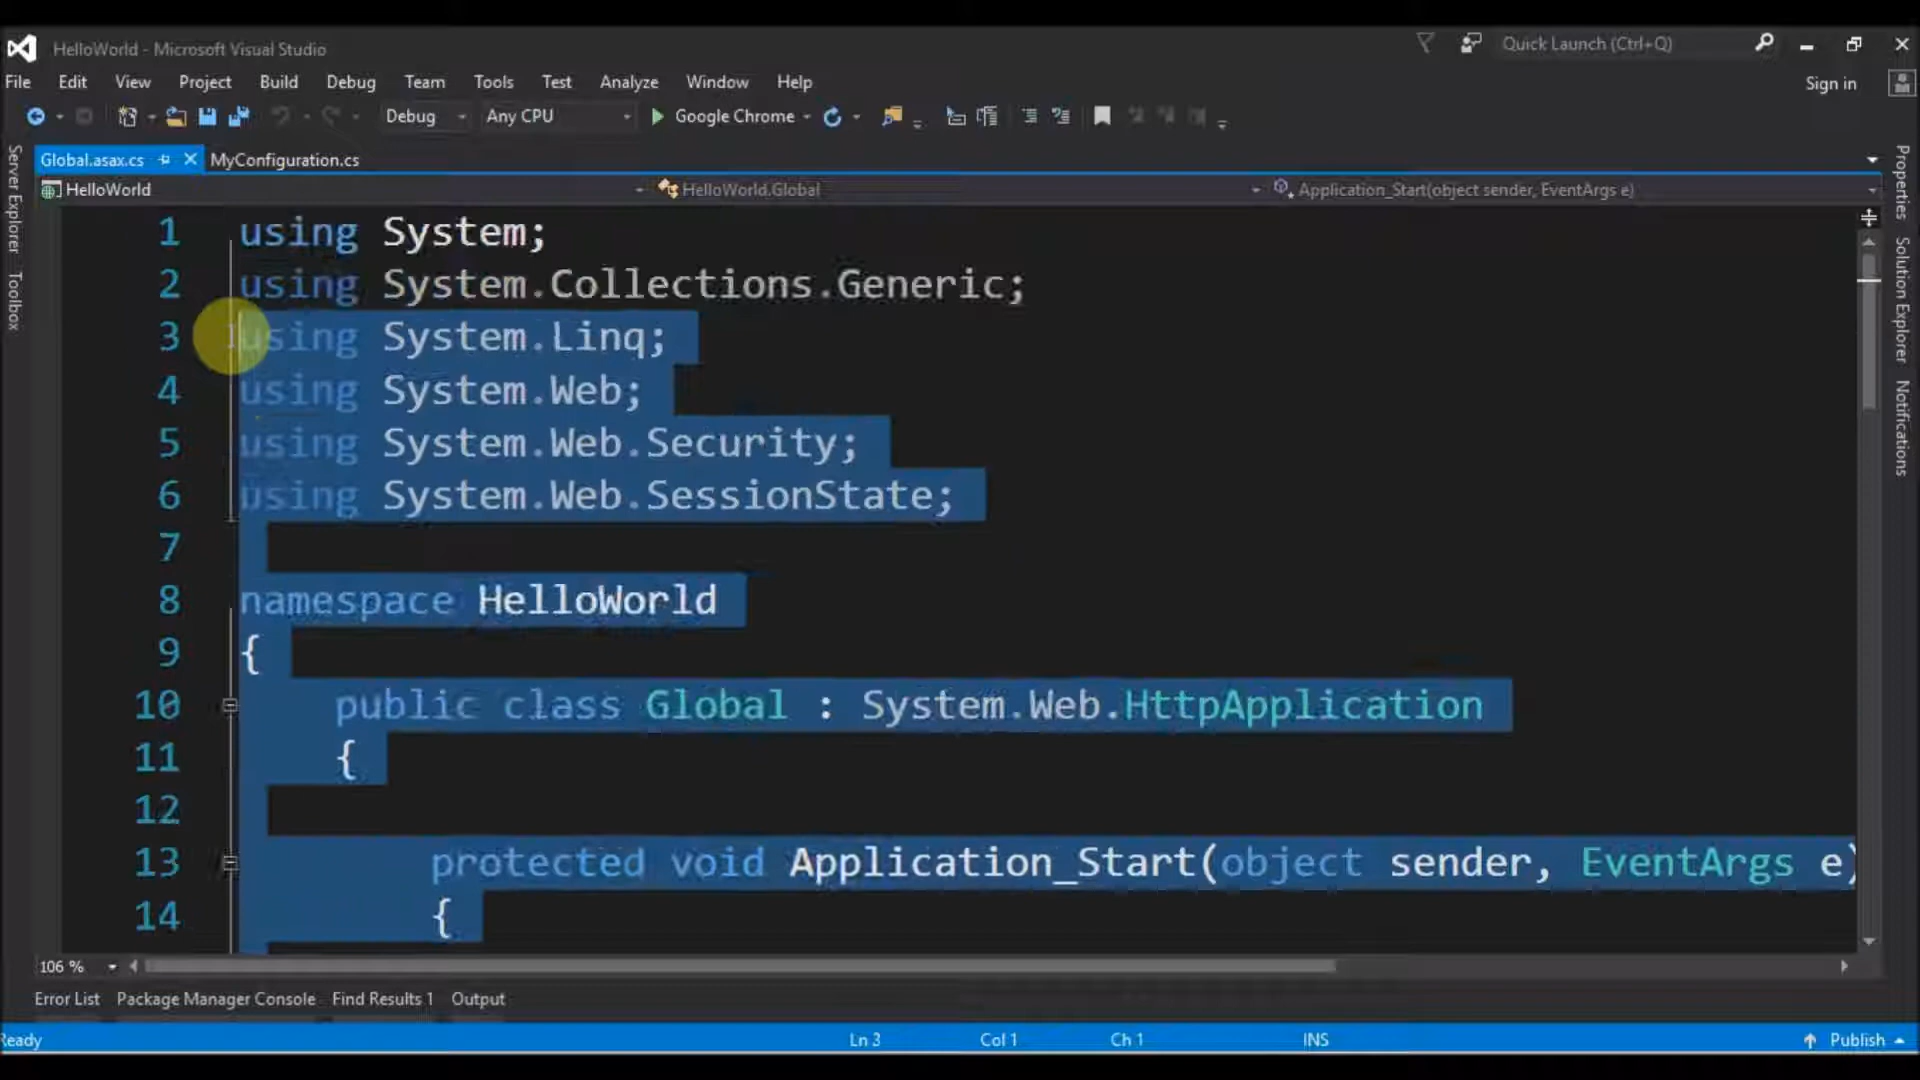 HelloWorld - Microsoft Visual Studio
Quick Launch (Ctrl+Q)
File Edit View Project Build Debug Team Tools Test Analyze Window Help
Sign in
Debug Any CPU Google Chrome
Global.asax.cs MyConfiguration.cs
HelloWorld HelloWorld.Global Application_Start(object sender, EventArgs e)
Server Explorer
Toolbox
1 using System;
2 using System.Collections.Generic;
3 using System.Linq;
4 using System.Web;
5 using System.Web.Security;
6 using System.Web.SessionState;
7
8 namespace HelloWorld
9 {
10 public class Global : System.Web.HttpApplication
11 {
12
13 protected void Application_Start(object sender, EventArgs e)
14 {
Properties
Solution Explorer
Notifications
106 %
Error List Package Manager Console Find Results 1 Output
Ready Ln 3 Col 1 Ch 1 INS Publish